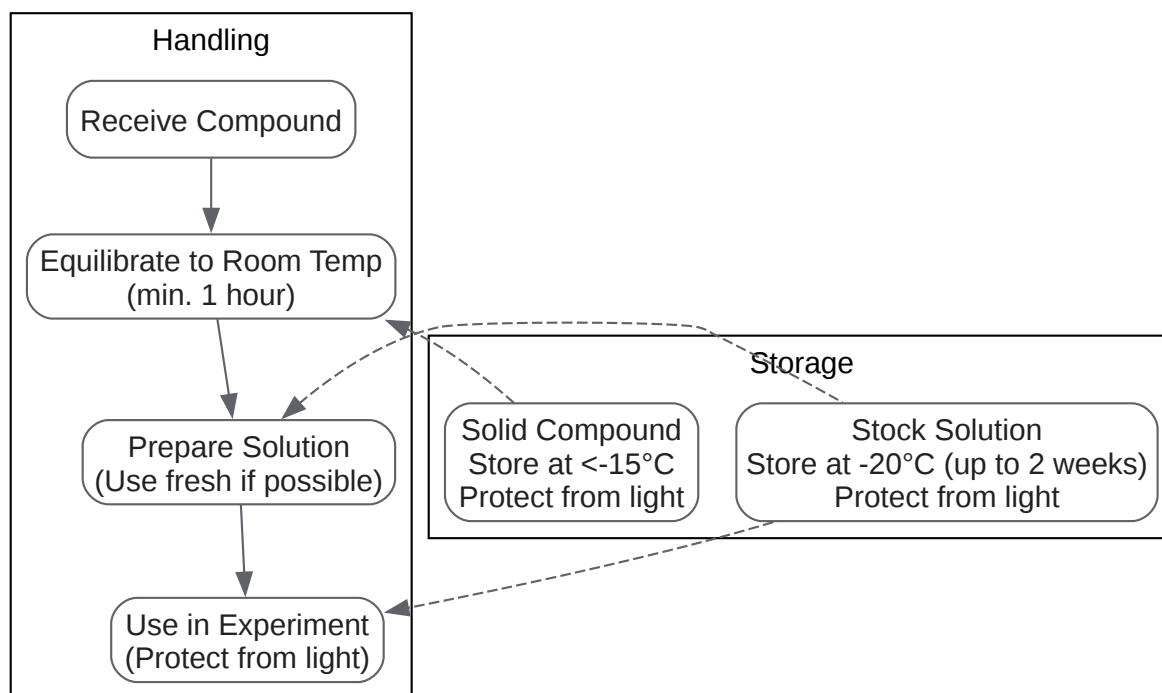 Handling
Receive Compound
Equilibrate to Room Temp
(min. 1 hour)
Prepare Solution
(Use fresh if possible)
Use in Experiment
(Protect from light)
Storage
Solid Compound
Store at <-15°C
Protect from light
Stock Solution
Store at -20°C (up to 2 weeks)
Protect from light